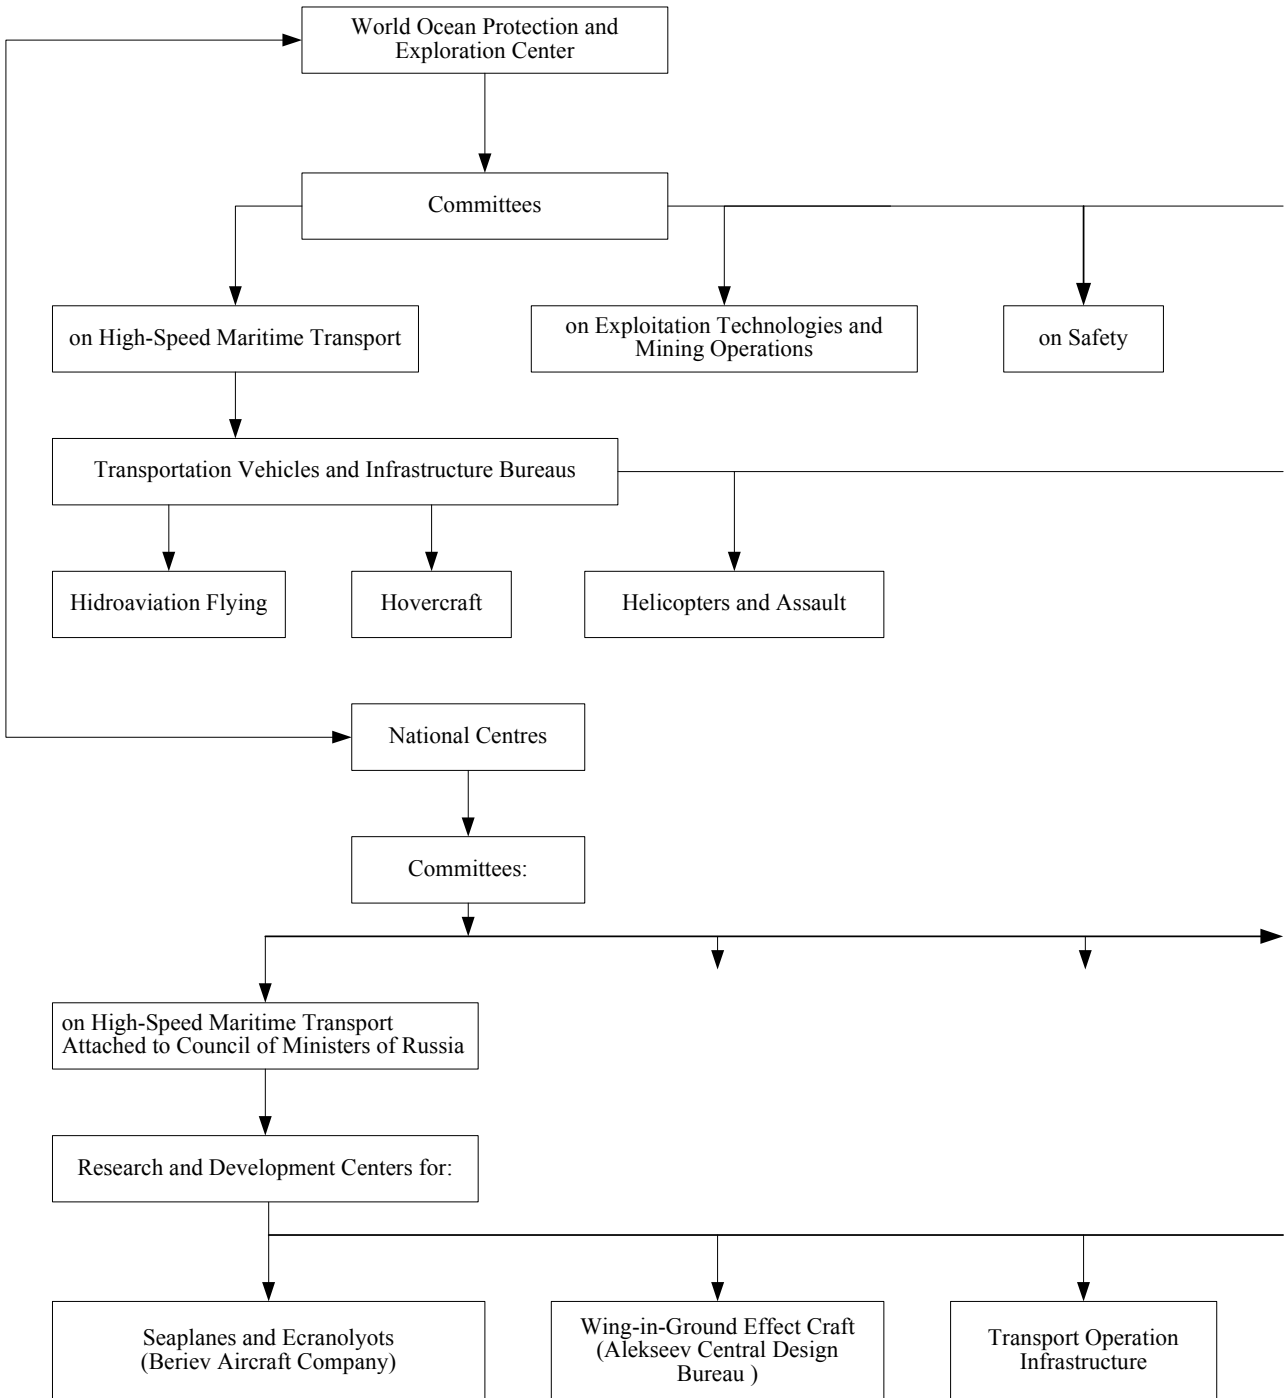 World Ocean Protection and
Exploration Center
Committees
on High-Speed Maritime Transport
on Exploitation Technologies and
Mining Operations
on Safety
Transportation Vehicles and Infrastructure Bureaus
Hidroaviation Flying
Hovercraft
Helicopters and Assault
National Centres
Committees:
on High-Speed Maritime Transport
Attached to Council of Ministers of Russia
Research and Development Centers for:
Seaplanes and Ecranolyots
(Beriev Aircraft Company)
Wing-in-Ground Effect Craft
(Alekseev Central Design
Bureau )
Transport Operation
Infrastructure